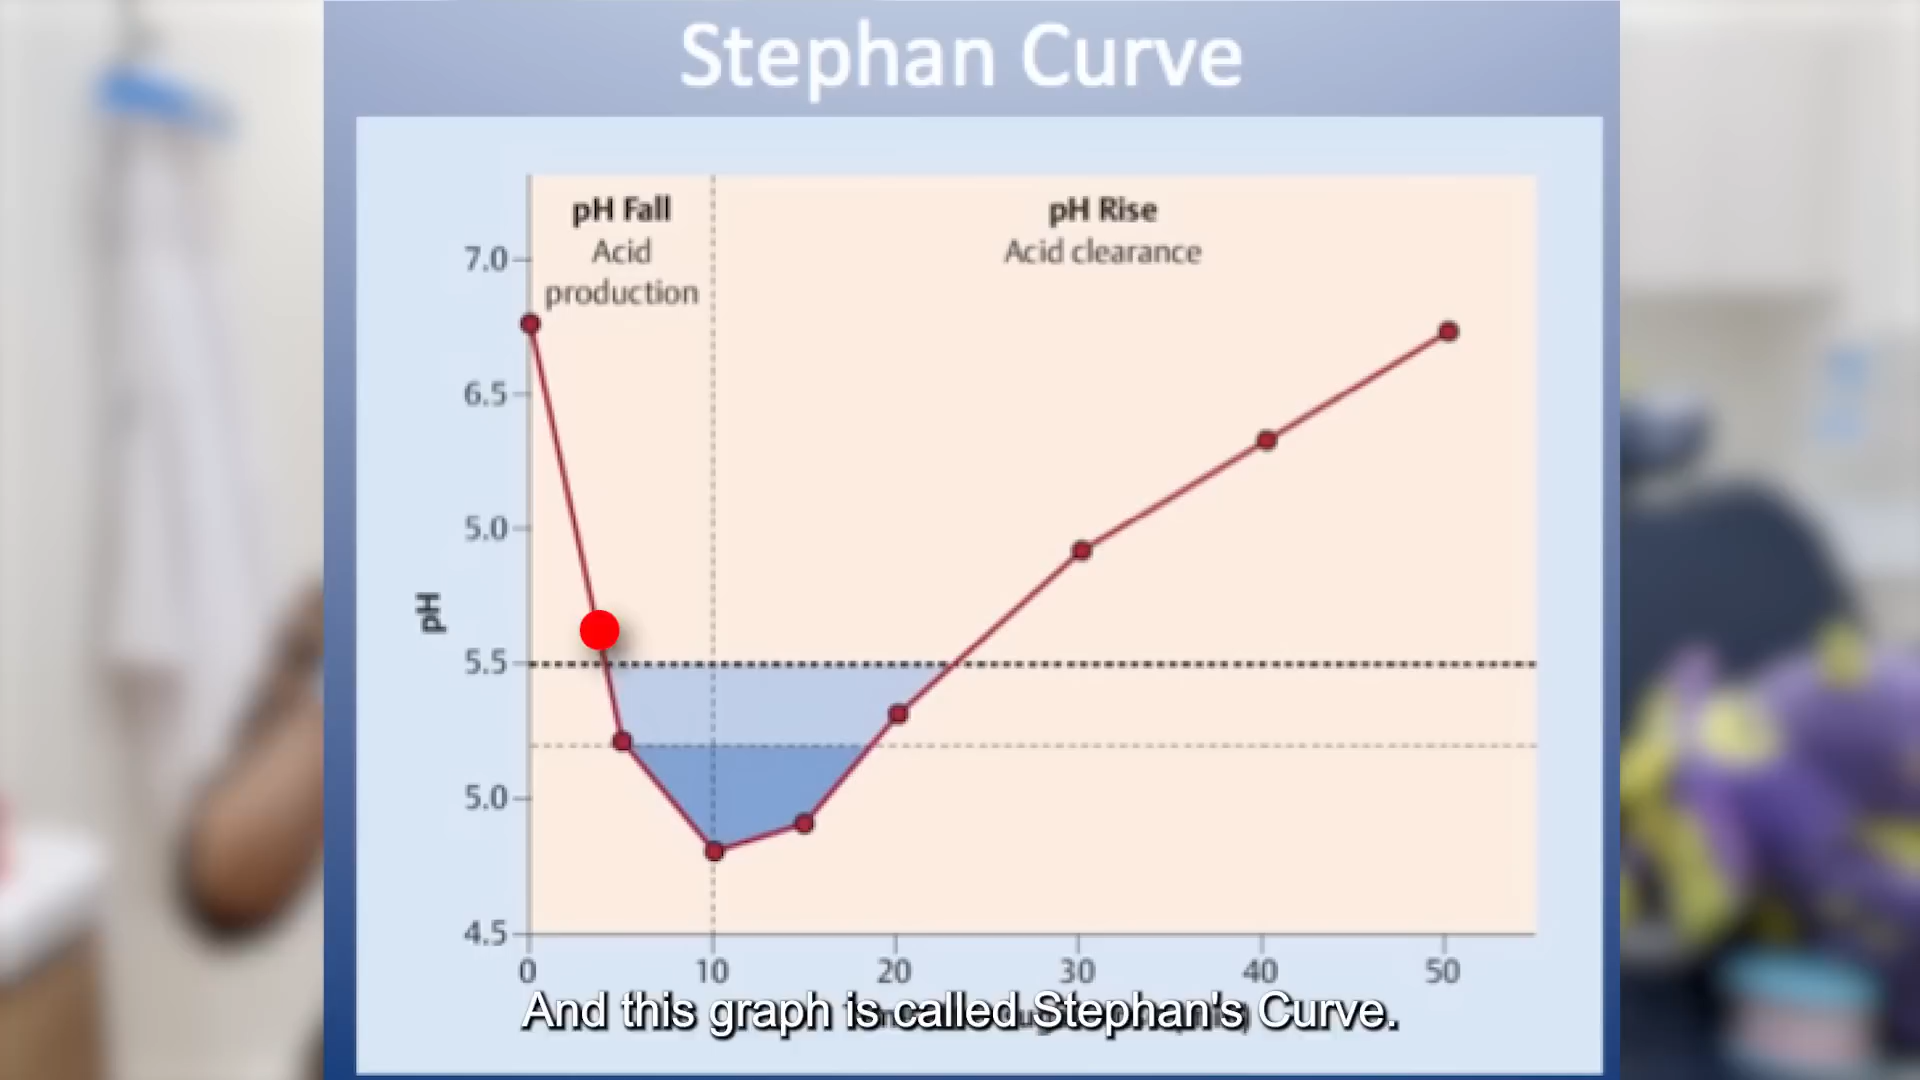 Stephan Curve
pH Fall
Acid
production
pH Rise
Acid clearance
7.0
6.5
5.0
pH
5.5
5.0
4.5
0 10 20 30 40 50
And this graph is called Stephan's Curve.